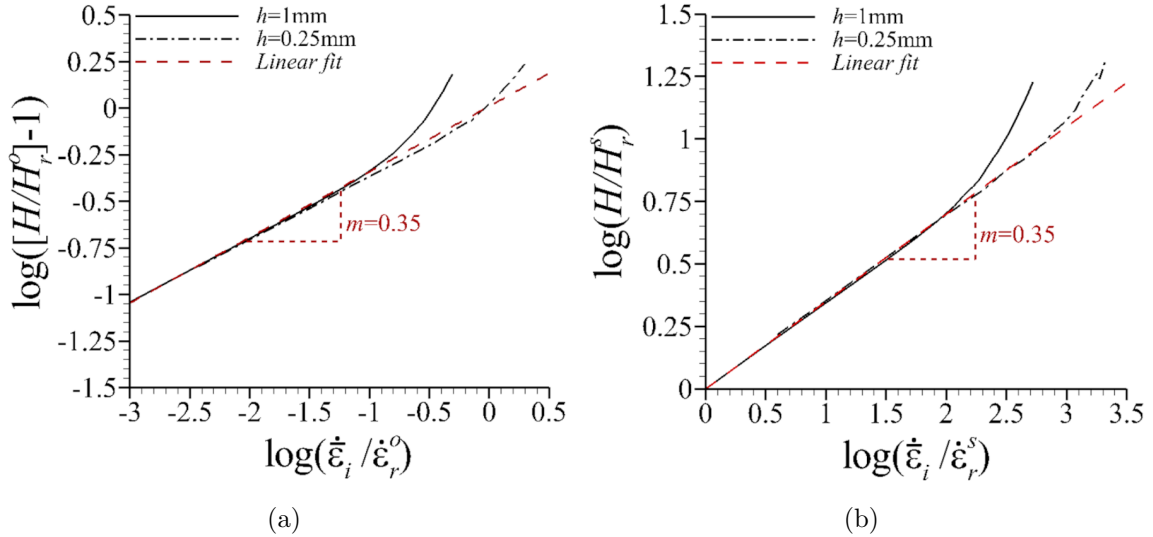 h=1mm
h=0.25mm
Linear fit
0.5
0.25
0
-0.25
-0.5
-0.75
-1
-1.25
-1.5
log([H/H_r^o]-1)
m=0.35
-3 -2.5 -2 -1.5 -1 -0.5 0 0.5
log(ε̄̇_i/ε̇_r^o)
(a)
h=1mm
h=0.25mm
Linear fit
1.5
1.25
1
0.75
0.5
0.25
0
log(H/H_r^s)
m=0.35
0 0.5 1 1.5 2 2.5 3 3.5
log(ε̄̇_i/ε̇_r^s)
(b)